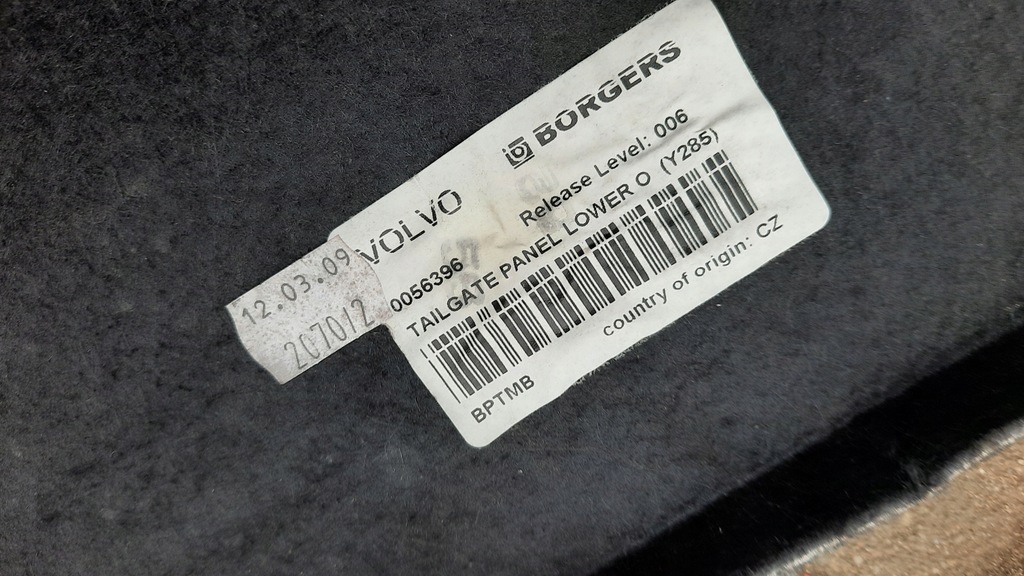 BORGERS
VOLVO
Release Level: 006
0056396
TAILGATE PANEL LOWER O (Y285)
BPTMB
country of origin: CZ
12.03.09
207012